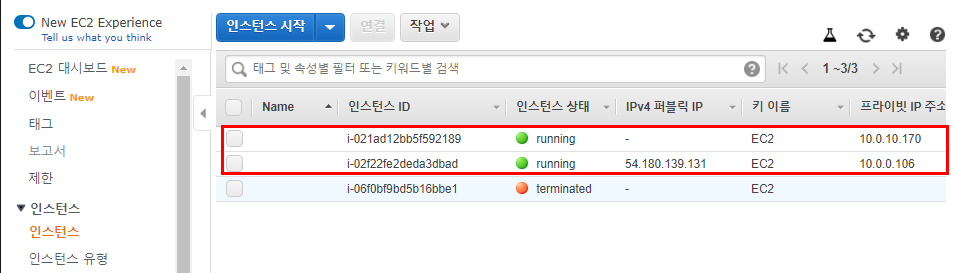 New EC2 Experience
Tell us what you think
EC2 대시보드 New
이벤트 New
태그
보고서
제한
인스턴스
인스턴스
인스턴스 유형
인스턴스 시작 연결 작업
태그 및 속성별 필터 또는 키워드별 검색 1 ~3/3
Name 인스턴스 ID 인스턴스 상태 IPv4 퍼블릭 IP 키 이름 프라이빗 IP 주소
i-021ad12bb5f592189 running - EC2 10.0.10.170
i-02f22fe2deda3dbad running 54.180.139.131 EC2 10.0.0.106
i-06f0bf9bd5b16bbe1 terminated - EC2